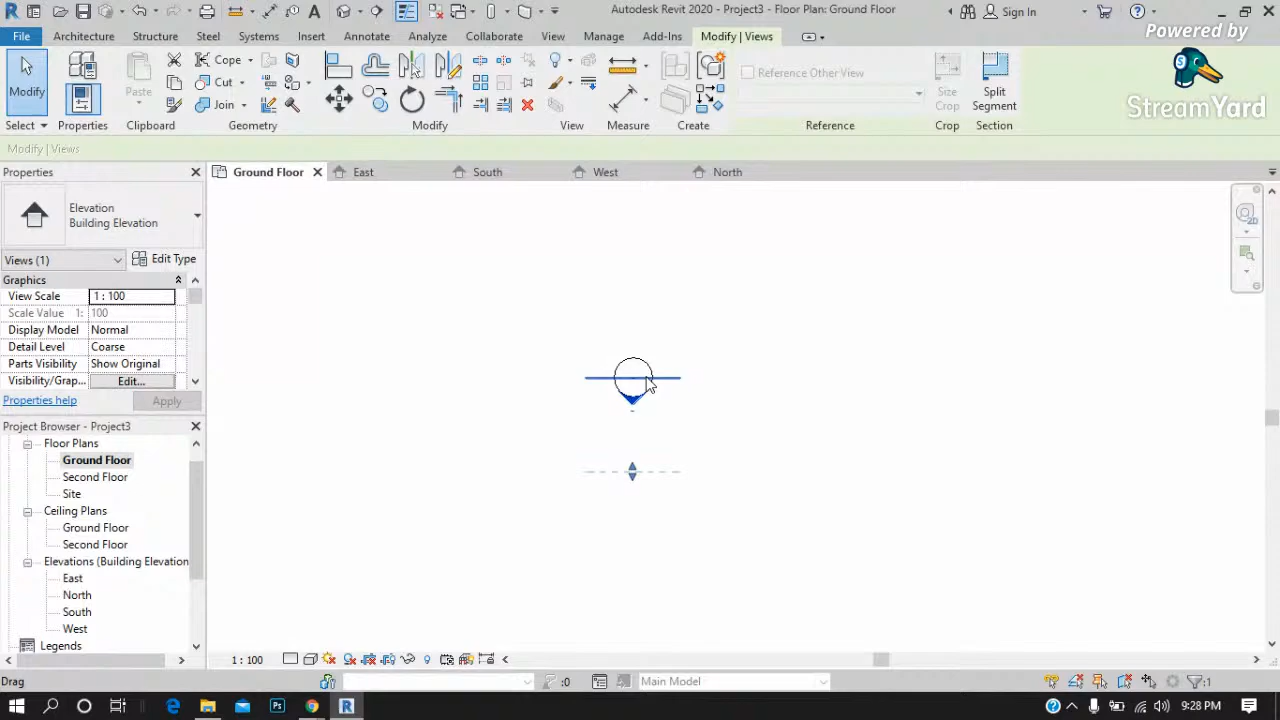 Autodesk Revit 2020 - Project3 - Floor Plan: Ground Floor
Sign In
Powered by
StreamYard
File Architecture Structure Steel Systems Insert Annotate Analyze Collaborate View Manage Add-Ins Modify | Views
Modify
Select
Properties
Paste
Clipboard
Cope
Cut
Join
Geometry
Modify
View
Measure
Create
Reference Other View
Reference
Size Crop
Crop
Split Segment
Section
Modify | Views
Properties
Ground Floor East South West North
Elevation
Building Elevation
Views (1) Edit Type
Graphics
View Scale 1 : 100
Scale Value 1: 100
Display Model Normal
Detail Level Coarse
Parts Visibility Show Original
Visibility/Grap... Edit...
Properties help Apply
Project Browser - Project3
Floor Plans
Ground Floor
Second Floor
Site
Ceiling Plans
Ground Floor
Second Floor
Elevations (Building Elevation
East
North
South
West
Legends
1 : 100
Drag
:0
Main Model
:1
9:28 PM